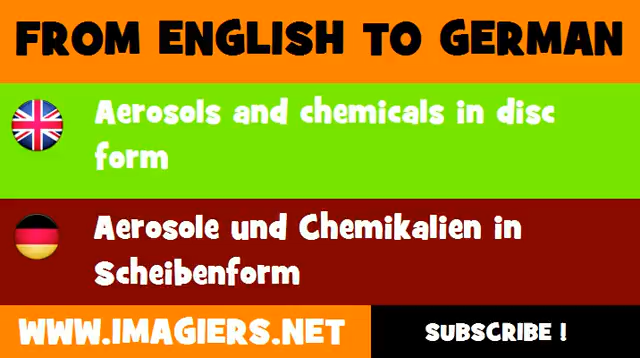 FROM ENGLISH TO GERMAN
Aerosols and chemicals in disc
form
Aerosole und Chemikalien in
Scheibenform
WWW.IMAGIERS.NET
SUBSCRIBE !